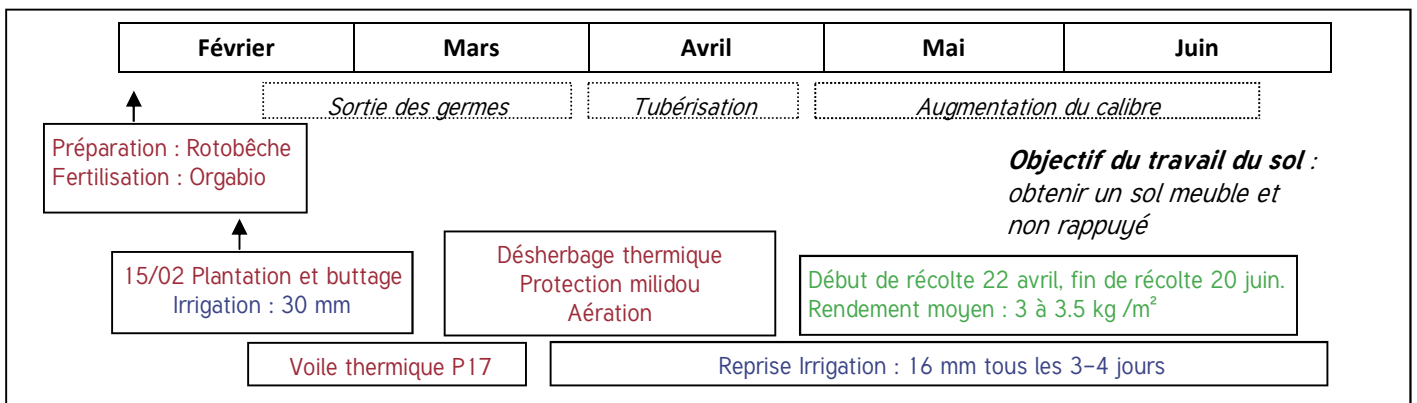 Février Mars Avril Mai Juin
Sortie des germes Tubérisation Augmentation du calibre
Préparation : Rotobêche
Fertilisation : Orgabio
Objectif du travail du sol :
obtenir un sol meuble et
non rappuyé
15/02 Plantation et buttage
Irrigation : 30 mm
Désherbage thermique
Protection milidou
Aération
Début de récolte 22 avril, fin de récolte 20 juin.
Rendement moyen : 3 à 3.5 kg /m²
Voile thermique P17
Reprise Irrigation : 16 mm tous les 3–4 jours